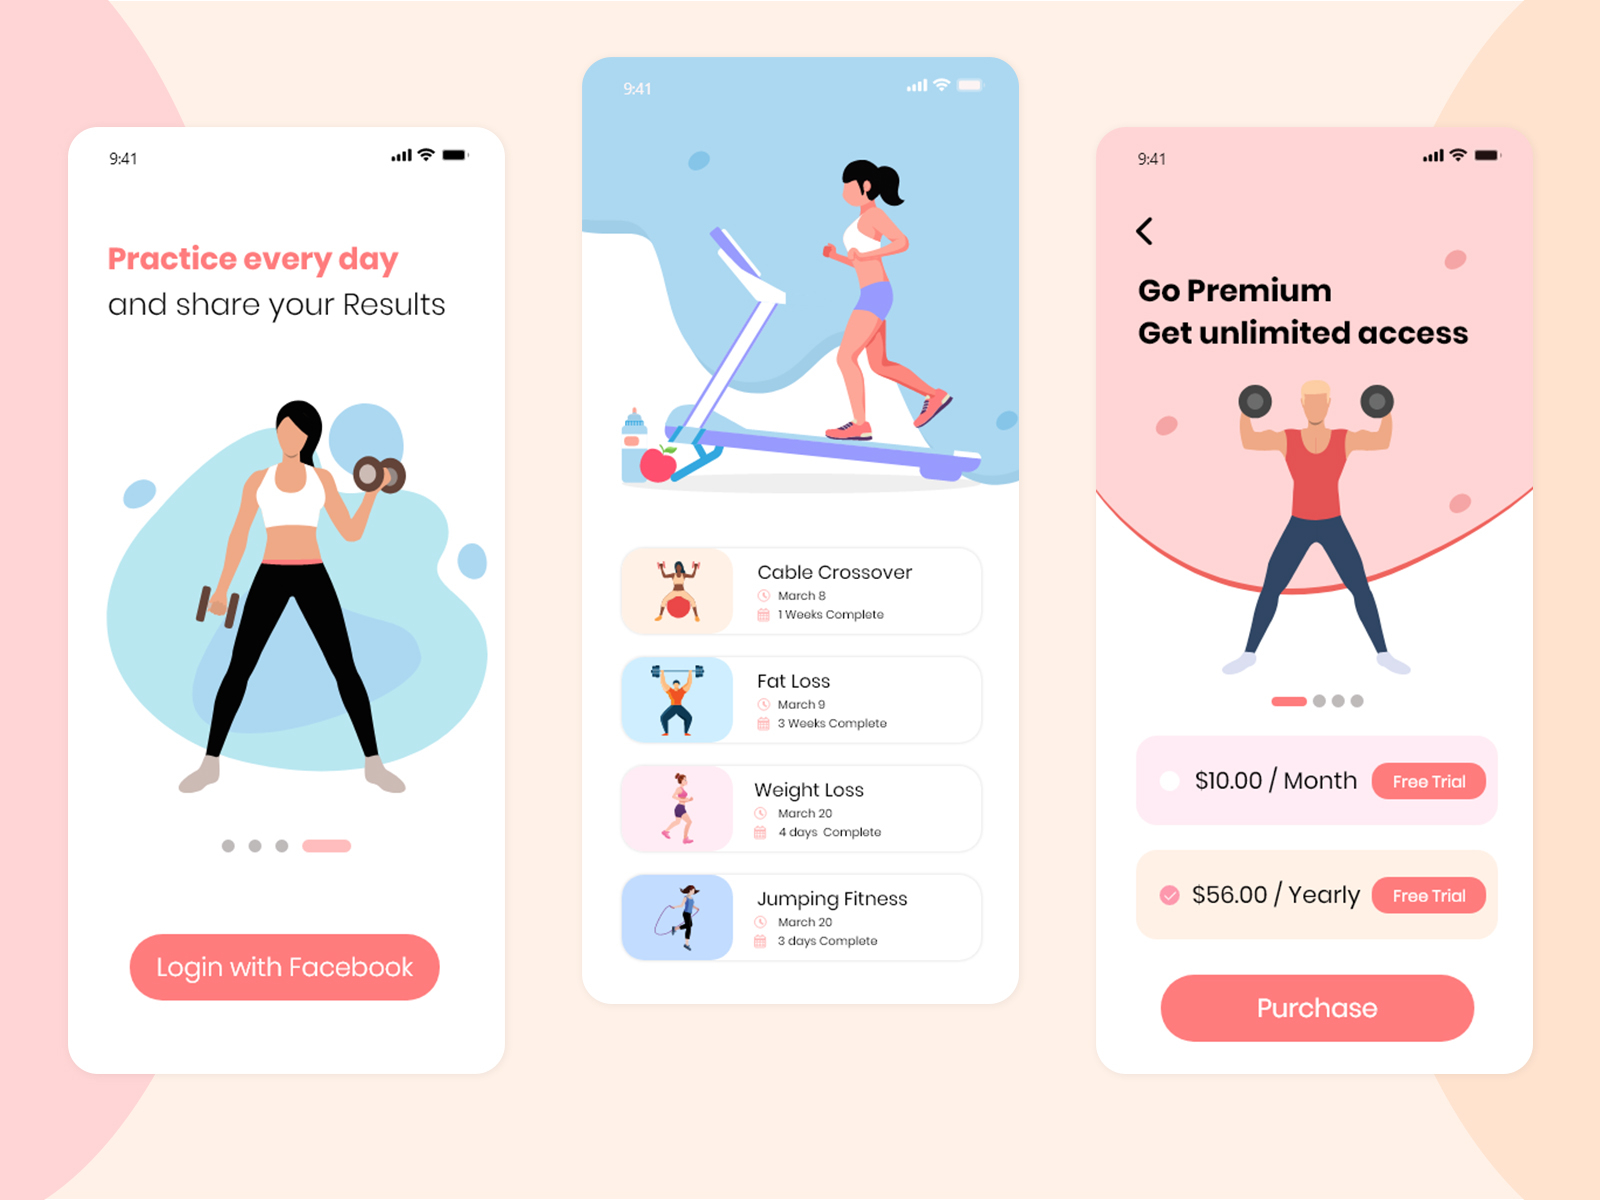 9:41
Practice every day
and share your Results
Login with Facebook
9:41
Cable Crossover
March 8
1 Weeks Complete
Fat Loss
March 9
3 Weeks Complete
Weight Loss
March 20
4 days Complete
Jumping Fitness
March 20
3 days Complete
9:41
Go Premium
Get unlimited access
$10.00 / Month
Free Trial
$56.00 / Yearly
Free Trial
Purchase